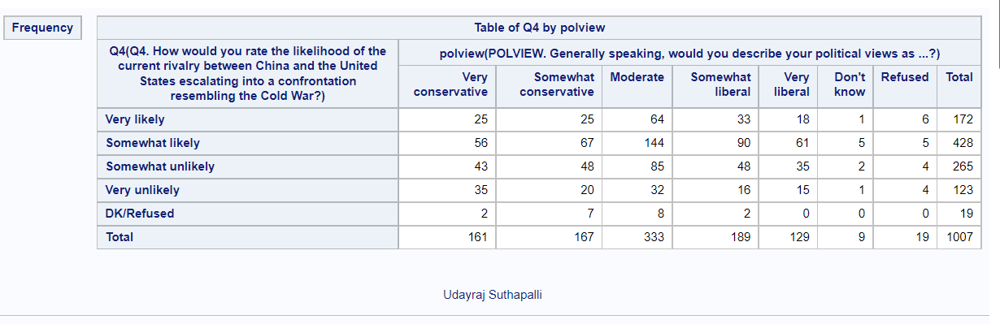 Frequency
Table of Q4 by polview
Q4(Q4. How would you rate the likelihood of the
current rivalry between China and the United
States escalating into a confrontation
resembling the Cold War?)
polview(POLVIEW. Generally speaking, would you describe your political views as ...?)
Very conservative Somewhat conservative Moderate Somewhat liberal Very liberal Don't know Refused Total
Very likely 25 25 64 33 18 1 6 172
Somewhat likely 56 67 144 90 61 5 5 428
Somewhat unlikely 43 48 85 48 35 2 4 265
Very unlikely 35 20 32 16 15 1 4 123
DK/Refused 2 7 8 2 0 0 0 19
Total 161 167 333 189 129 9 19 1007
Udayraj Suthapalli